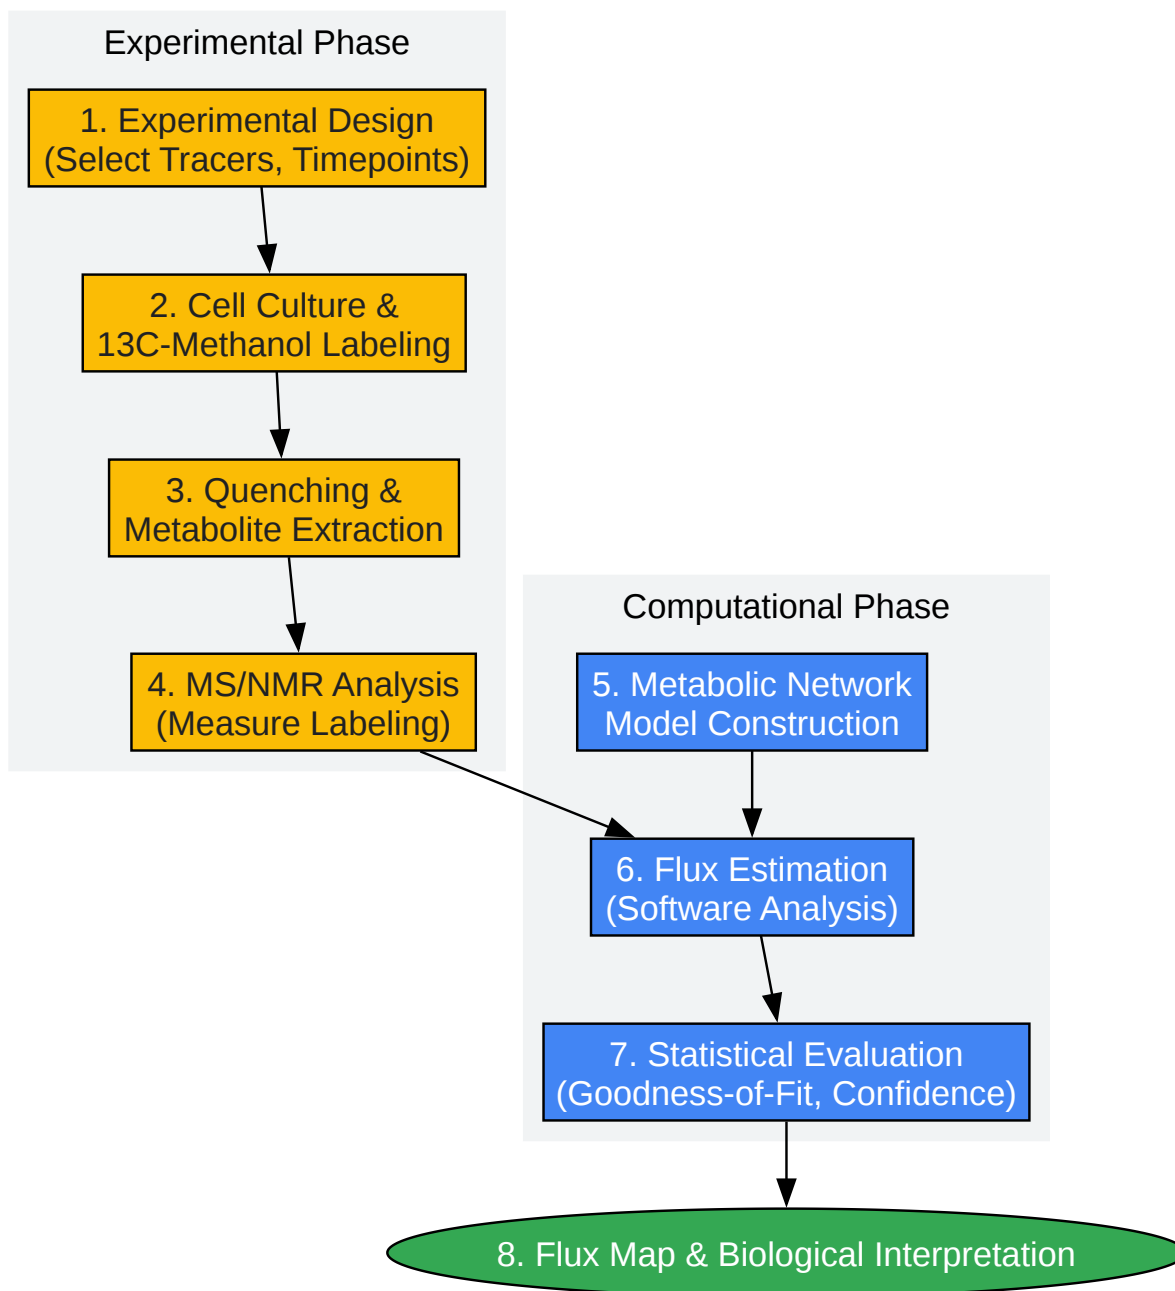 Experimental Phase
1. Experimental Design
(Select Tracers, Timepoints)
2. Cell Culture &
13C-Methanol Labeling
3. Quenching &
Metabolite Extraction
4. MS/NMR Analysis
(Measure Labeling)
Computational Phase
5. Metabolic Network
Model Construction
6. Flux Estimation
(Software Analysis)
7. Statistical Evaluation
(Goodness-of-Fit, Confidence)
8. Flux Map & Biological Interpretation